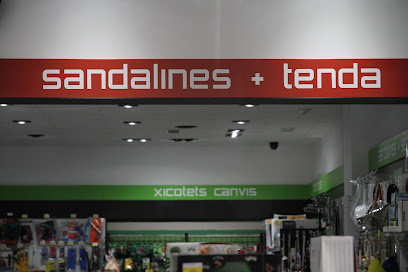 sandalines + tenda
xicotets canvis